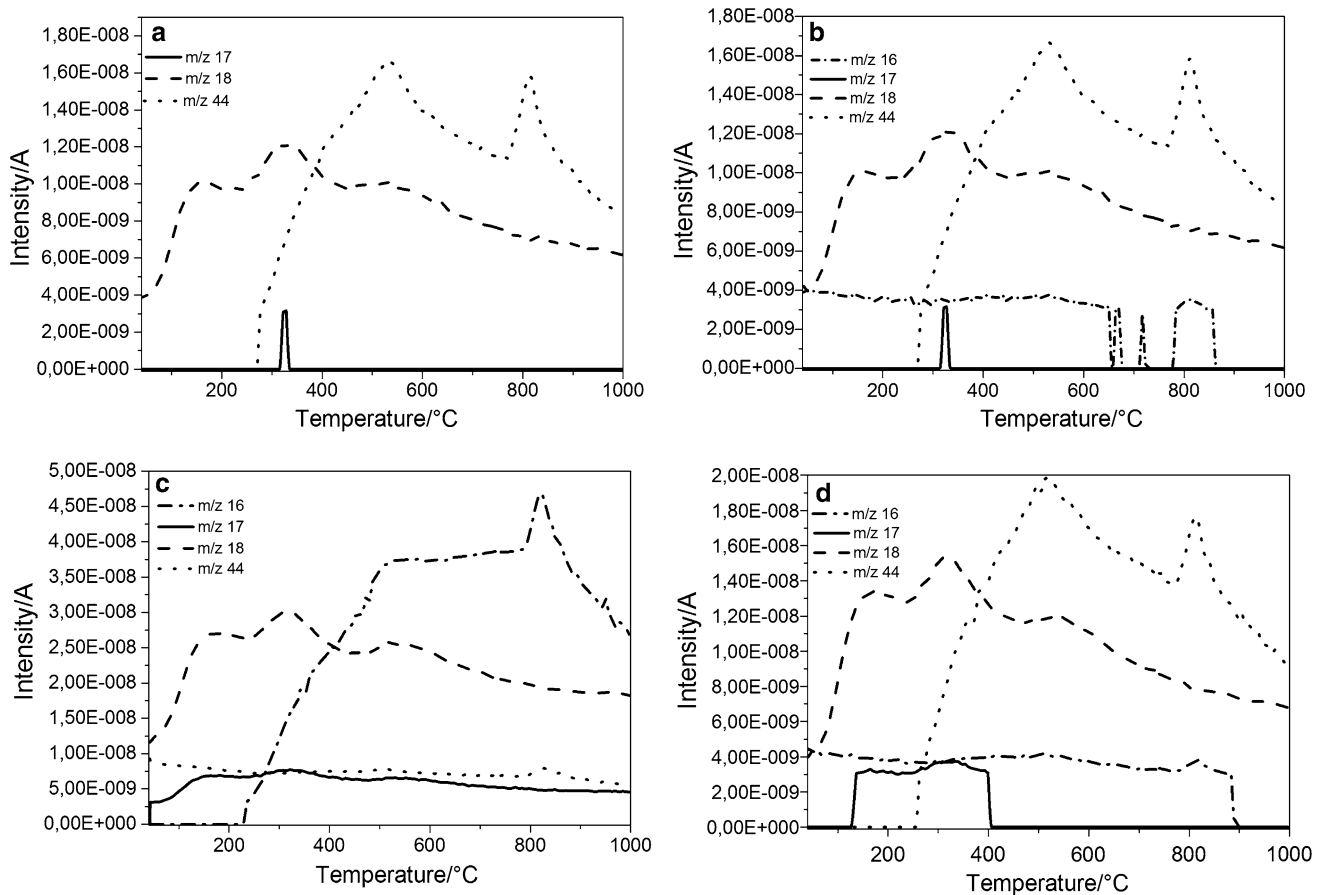 a
1,80E-008
1,60E-008
1,40E-008
1,20E-008
1,00E-008
8,00E-009
6,00E-009
4,00E-009
2,00E-009
0,00E+000
Intensity/A
m/z 17
m/z 18
m/z 44
200 400 600 800 1000
Temperature/°C
b
1,80E-008
1,60E-008
1,40E-008
1,20E-008
1,00E-008
8,00E-009
6,00E-009
4,00E-009
2,00E-009
0,00E+000
Intensity/A
m/z 16
m/z 17
m/z 18
m/z 44
200 400 600 800 1000
Temperature/°C
c
5,00E-008
4,50E-008
4,00E-008
3,50E-008
3,00E-008
2,50E-008
2,00E-008
1,50E-008
1,00E-008
5,00E-009
0,00E+000
Intensity/A
m/z 16
m/z 17
m/z 18
m/z 44
200 400 600 800 1000
Temperature/°C
d
2,00E-008
1,80E-008
1,60E-008
1,40E-008
1,20E-008
1,00E-008
8,00E-009
6,00E-009
4,00E-009
2,00E-009
0,00E+000
Intensity/A
m/z 16
m/z 17
m/z 18
m/z 44
200 400 600 800 1000
Temperature/°C